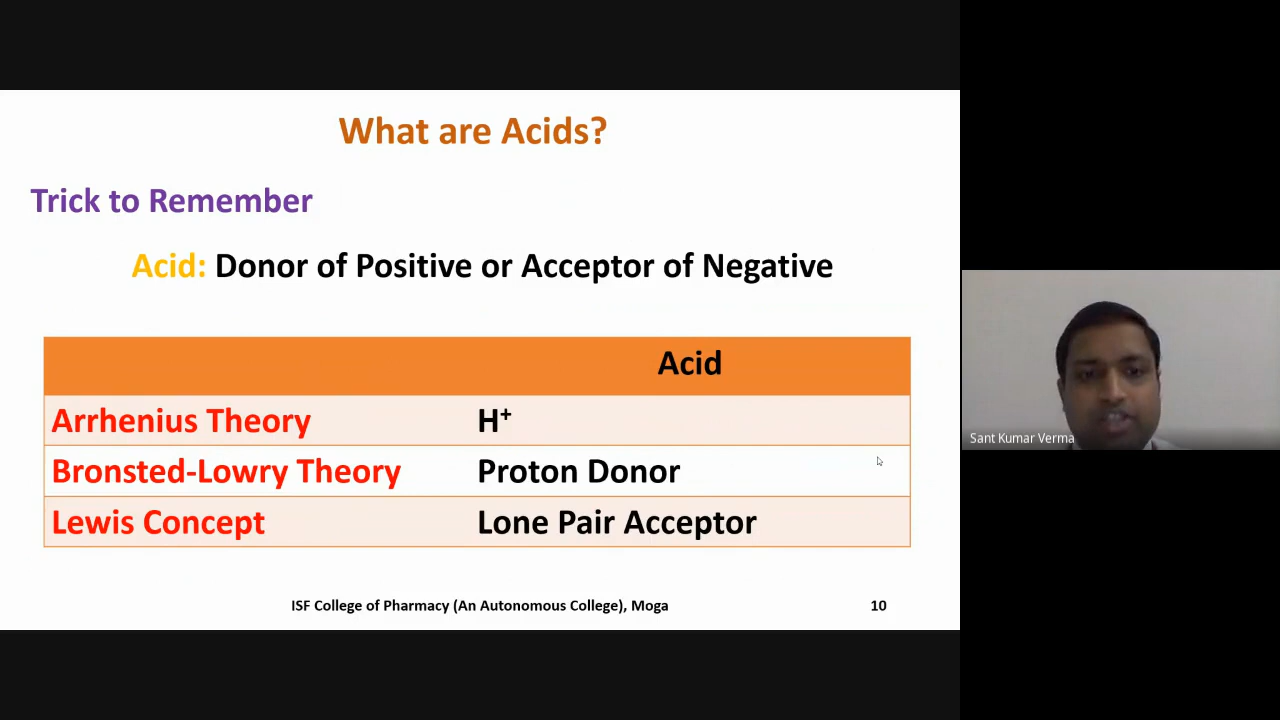 What are Acids?
Trick to Remember
Acid: Donor of Positive or Acceptor of Negative
Acid
Arrhenius Theory H⁺
Bronsted-Lowry Theory Proton Donor
Lewis Concept Lone Pair Acceptor
ISF College of Pharmacy (An Autonomous College), Moga 10
Sant Kumar Verma